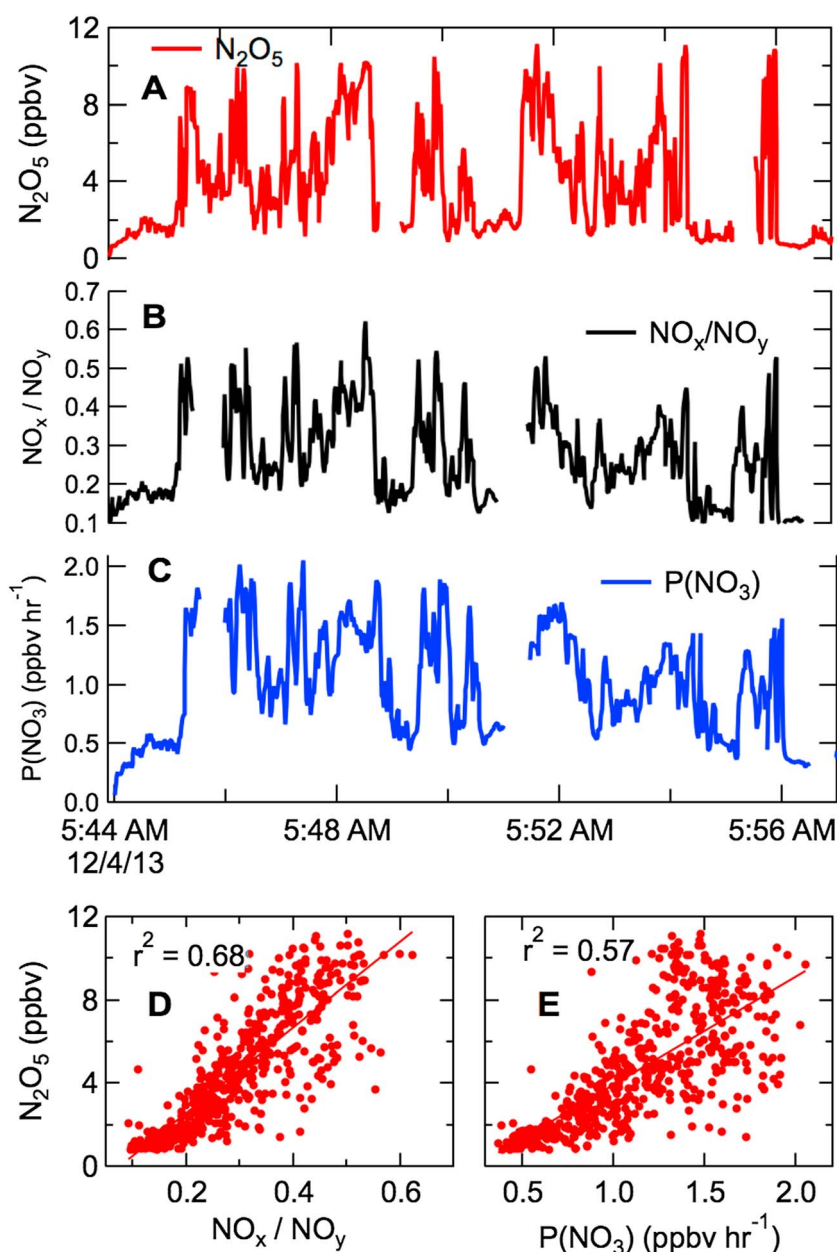 12
N₂O₅
A
8
N₂O₅ (ppbv)
4
0
0.7
B
0.6
NOₓ/NOᵧ
0.5
NOₓ / NOᵧ
0.4
0.3
0.2
0.1
2.0
C
P(NO₃)
1.5
P(NO₃) (ppbv hr⁻¹)
1.0
0.5
0.0
5:44 AM 5:48 AM 5:52 AM 5:56 AM
12/4/13
12
r² = 0.68 r² = 0.57
8
D E
N₂O₅ (ppbv)
4
0
0.2 0.4 0.6 0.5 1.0 1.5 2.0
NOₓ / NOᵧ P(NO₃) (ppbv hr⁻¹)